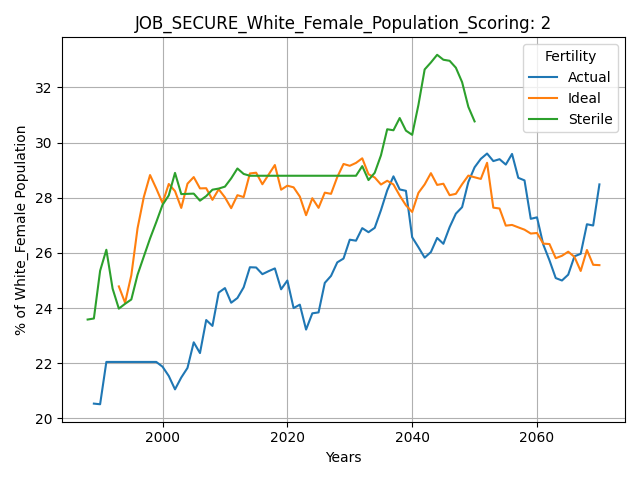 JOB_SECURE_White_Female_Population_Scoring: 2
Fertility
Actual
Ideal
Sterile
% of White_Female Population
32
30
28
26
24
22
20
2000 2020 2040 2060
Years